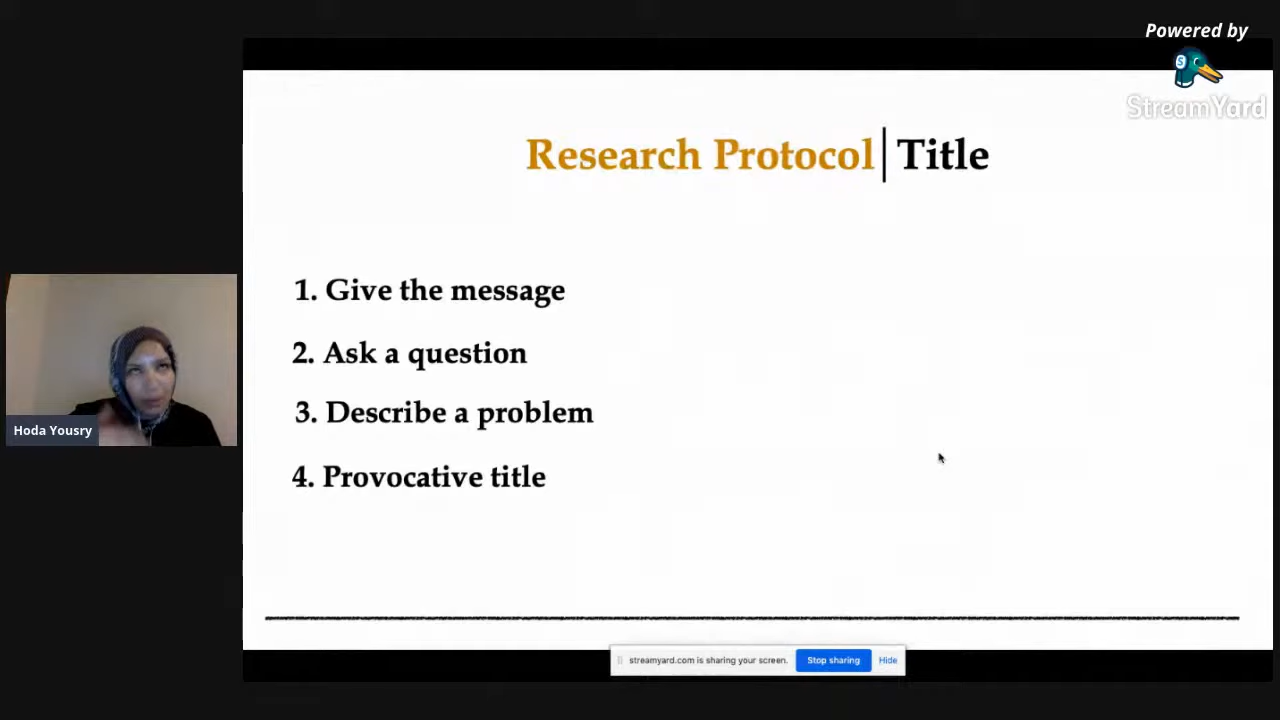 Powered by
StreamYard
Research Protocol| Title
1. Give the message
2. Ask a question
3. Describe a problem
4. Provocative title
Hoda Yousry
streamyard.com is sharing your screen. Stop sharing Hide